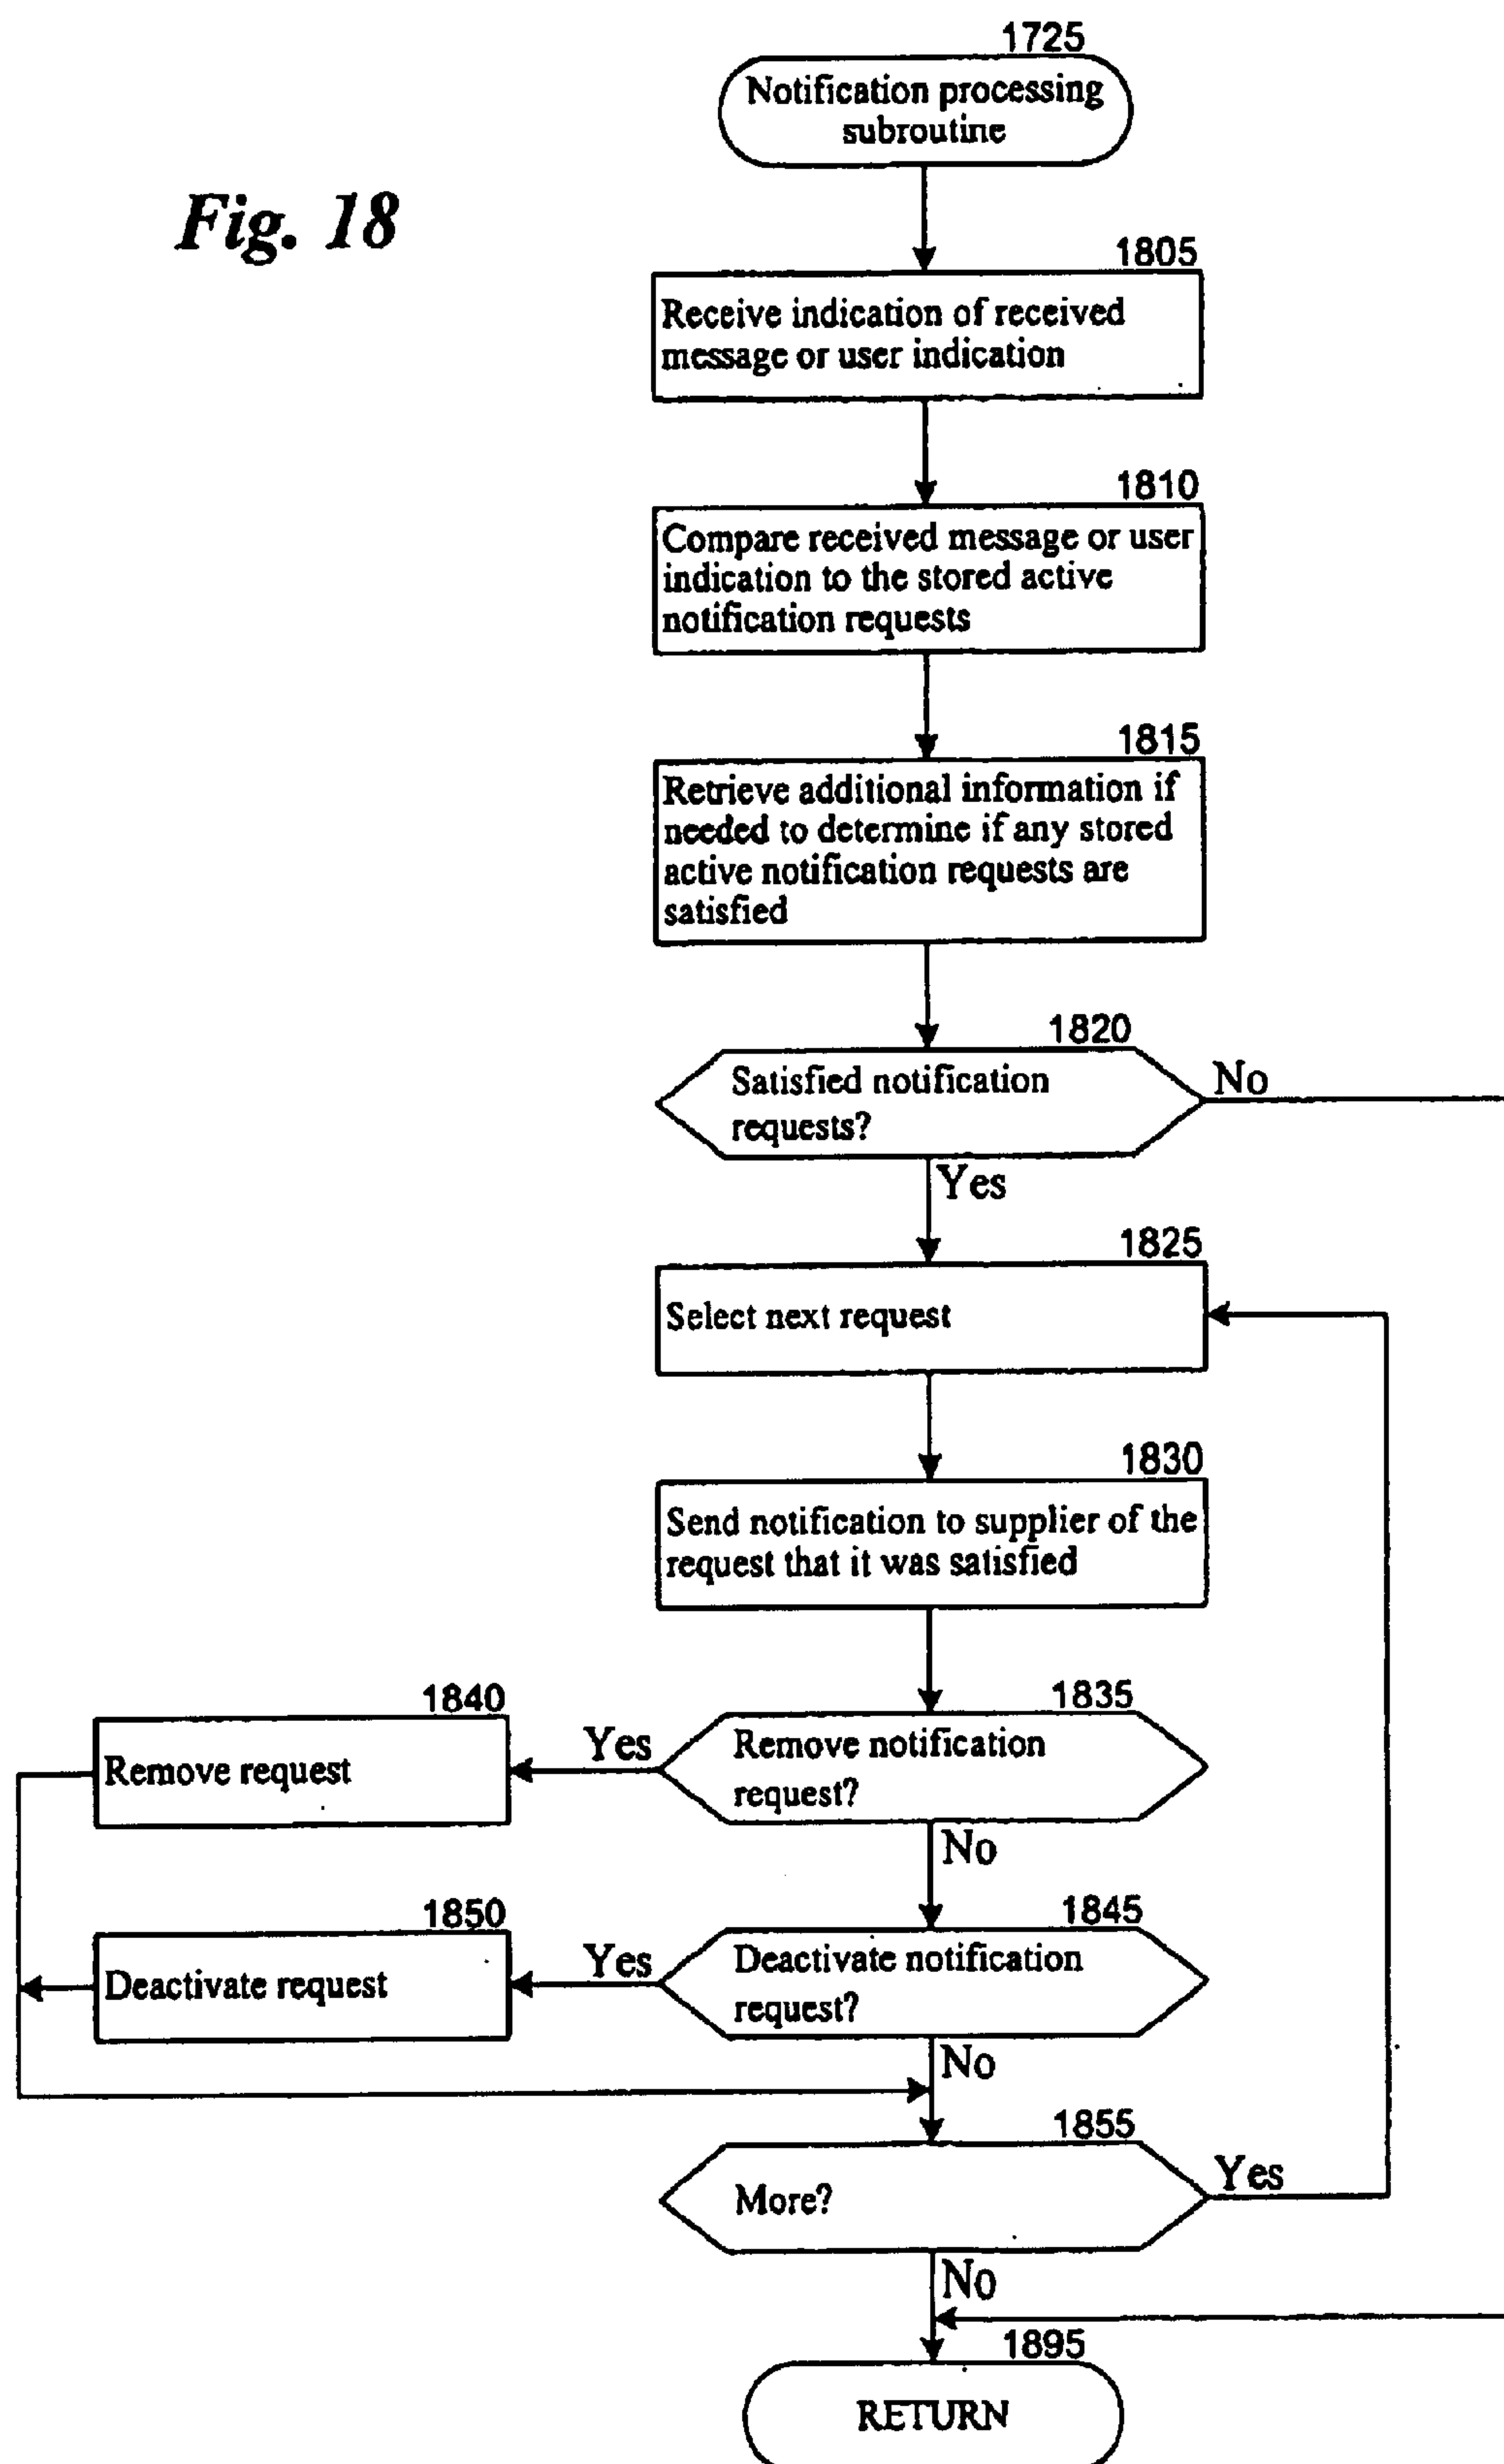 1725
Notification processing
subroutine
Fig. 18
1805
Receive indication of received
message or user indication
1810
Compare received message or user
indication to the stored active
notification requests
1815
Retrieve additional information if
needed to determine if any stored
active notification requests are
satisfied
1820
Satisfied notification
requests?
No
Yes
1825
Select next request
1830
Send notification to supplier of the
request that it was satisfied
1835
Remove notification
request?
Yes
1840
Remove request
No
1845
Deactivate notification
request?
Yes
1850
Deactivate request
No
1855
More?
Yes
No
1895
RETURN